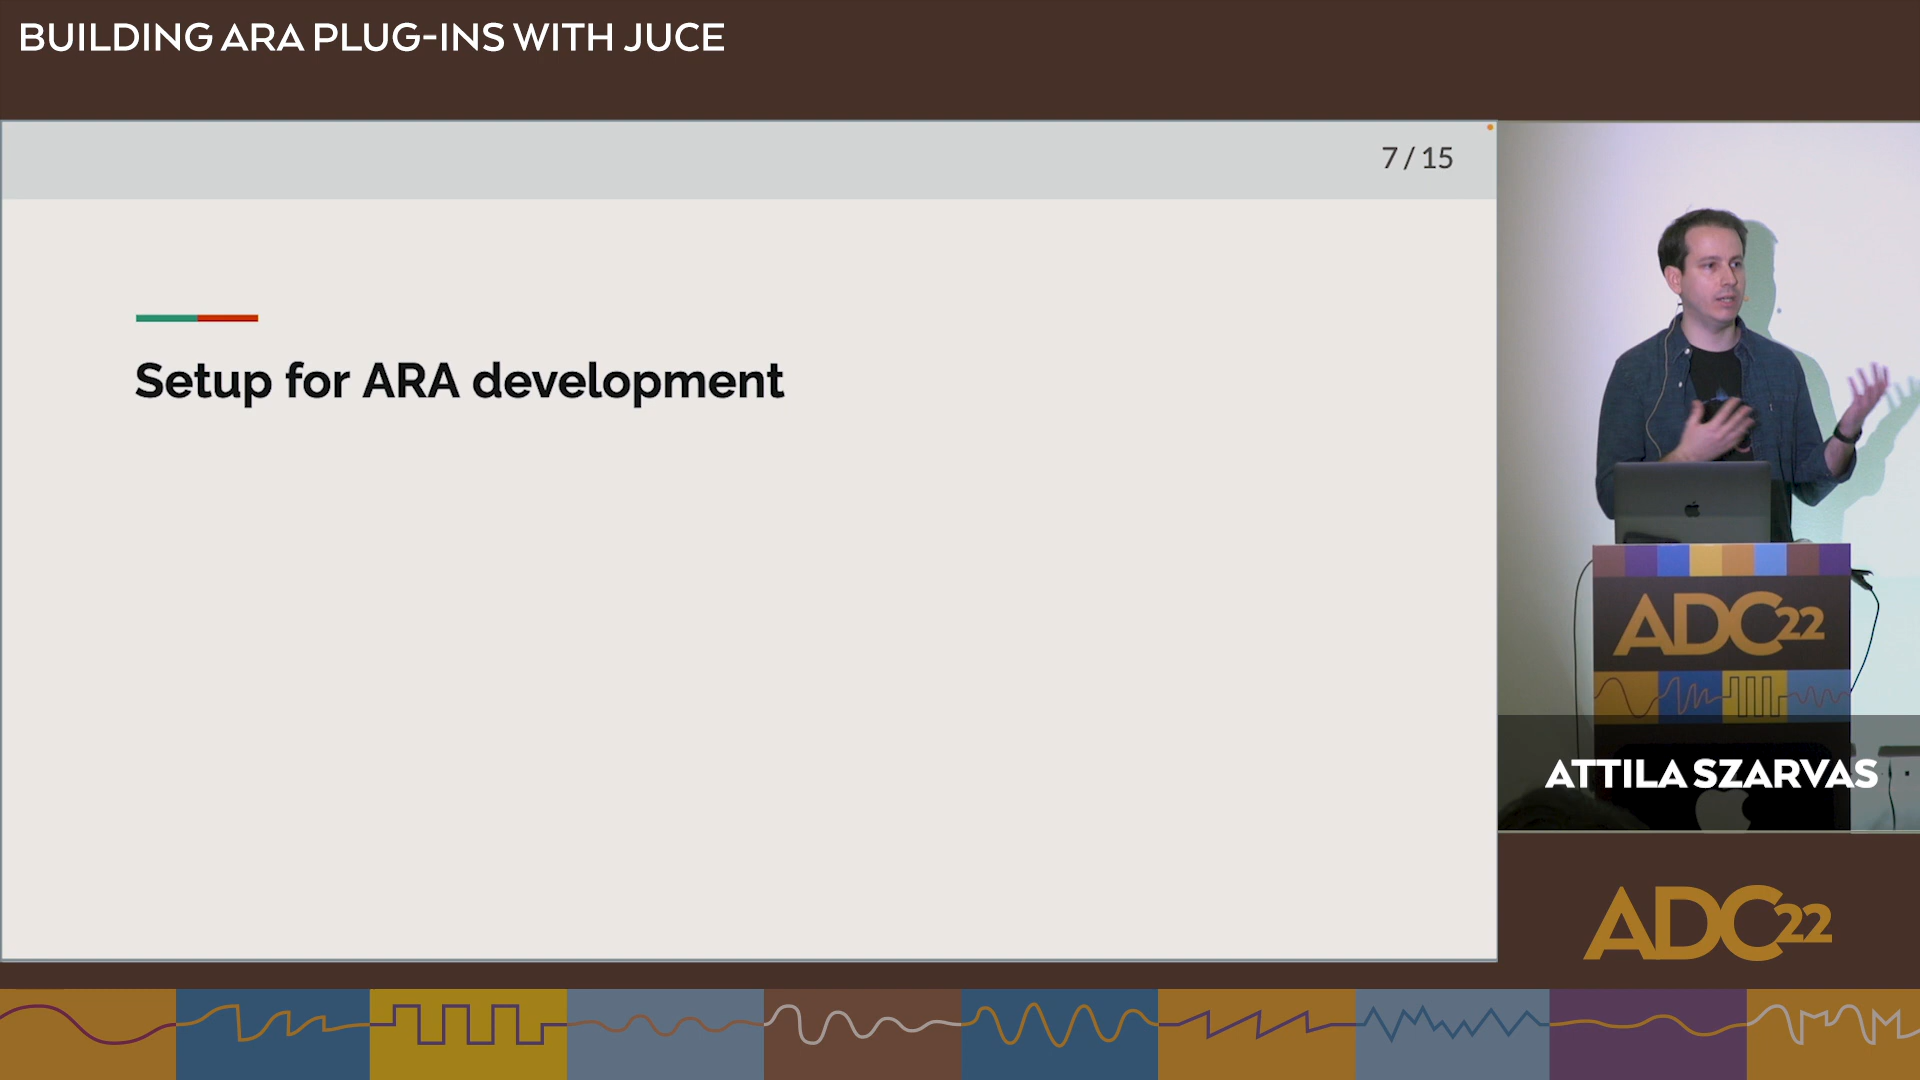 BUILDING ARA PLUG-INS WITH JUCE
7 / 15
Setup for ARA development
ADC22
ATTILA SZARVAS
ADC22